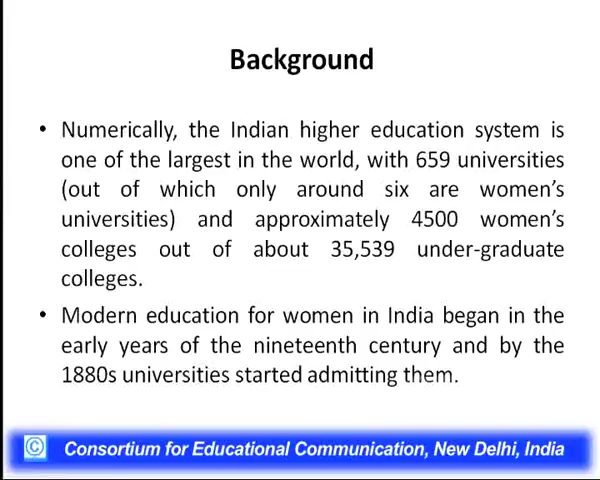 Background
• Numerically, the Indian higher education system is
one of the largest in the world, with 659 universities
(out of which only around six are women's
universities) and approximately 4500 women's
colleges out of about 35,539 under-graduate
colleges.
• Modern education for women in India began in the
early years of the nineteenth century and by the
1880s universities started admitting them.
© Consortium for Educational Communication, New Delhi, India